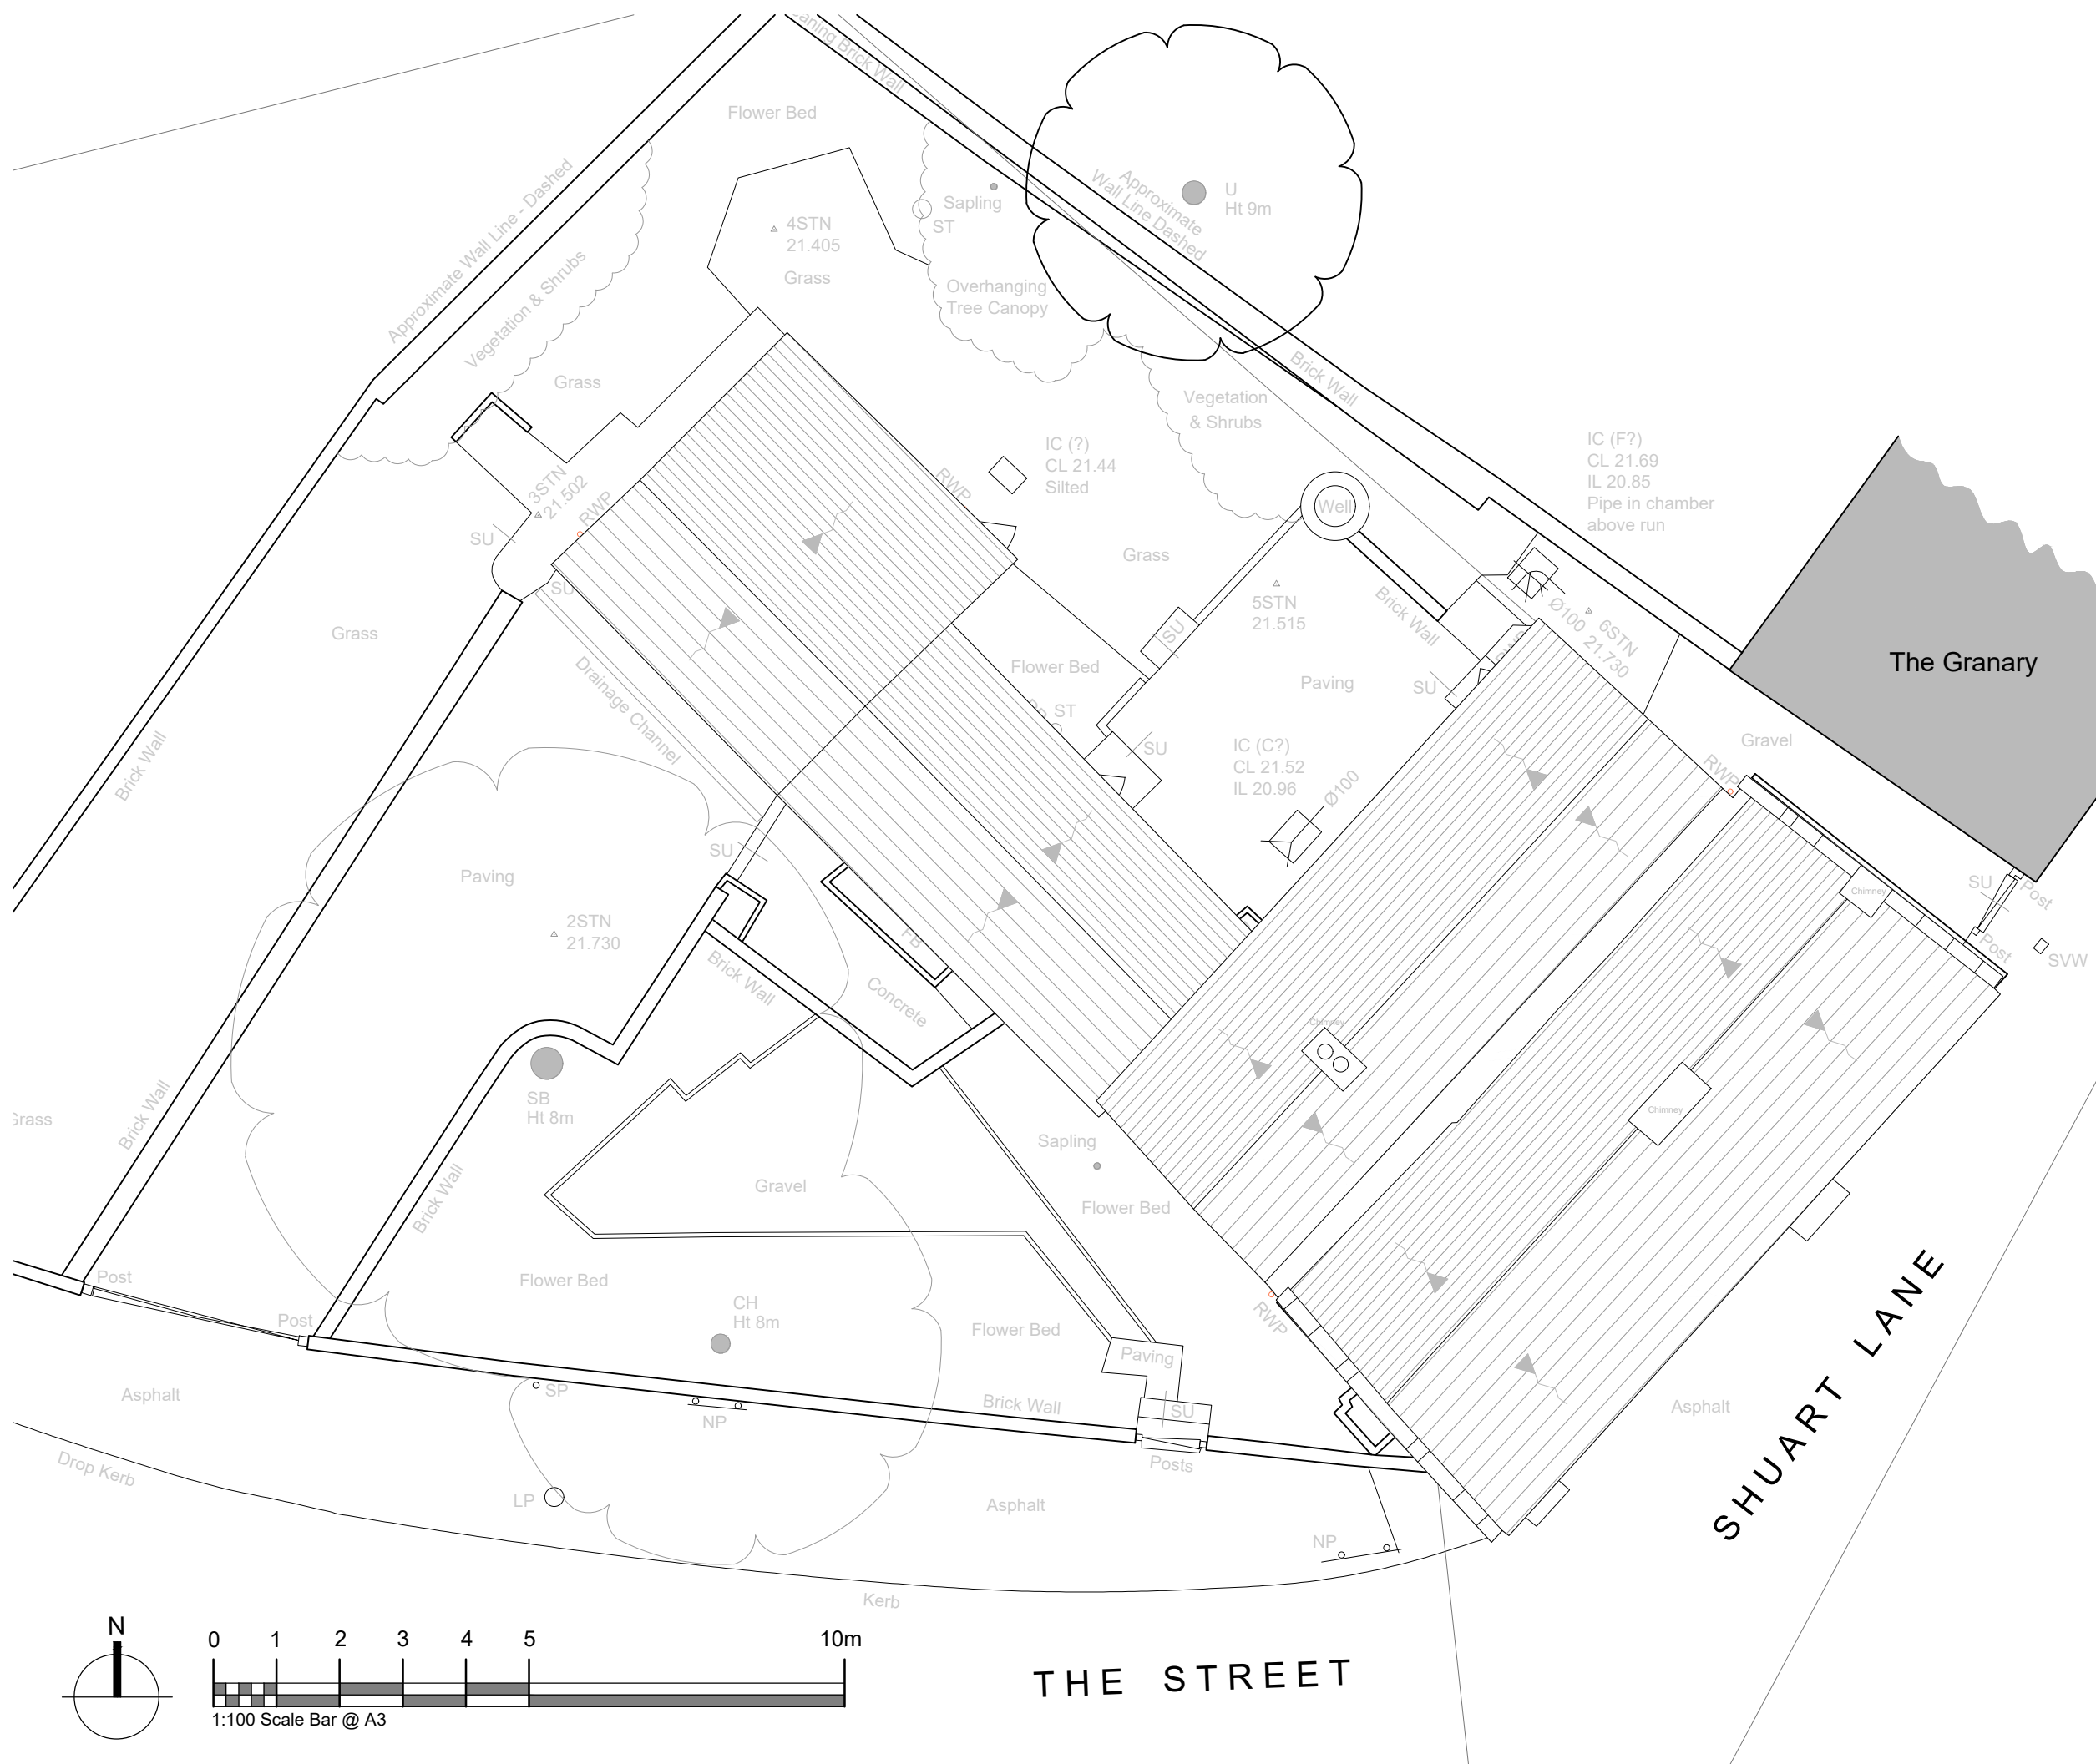 aning Brick Wall
Flower Bed
Approximate Wall Line - Dashed
Vegetation & Shrubs
4STN
21.405
Grass
Sapling
ST
Overhanging
Tree Canopy
Approximate
Wall Line Dashed
U
Ht 9m
Brick Wall
Grass
Vegetation
& Shrubs
IC (?)
CL 21.44
Silted
IC (F?)
CL 21.69
IL 20.85
Pipe in chamber
above run
3STN
21.502
RWP
RWP
Well
SU
Grass
SU
Grass
5STN
21.515
Brick Wall
Ø100
6STN
21.730
The Granary
SU
Flower Bed
ST
Paving
SU
Drainage Channel
SU
IC (C?)
CL 21.52
IL 20.96
Ø100
Gravel
RWP
Brick Wall
SU
Paving
2STN
21.730
FB
Chimney
SU
Post
Post
SVW
Brick Wall
Concrete
Chimney
SB
Ht 8m
Grass
Brick Wall
Sapling
Chimney
Brick Wall
Gravel
Flower Bed
Post
Flower Bed
Post
CH
Ht 8m
Flower Bed
RWP
Paving
Asphalt
SP
NP
Brick Wall
SU
Asphalt
SHUART LANE
Drop Kerb
LP
Posts
Asphalt
NP
Kerb
N
0 1 2 3 4 5 10m
1:100 Scale Bar @ A3
THE STREET